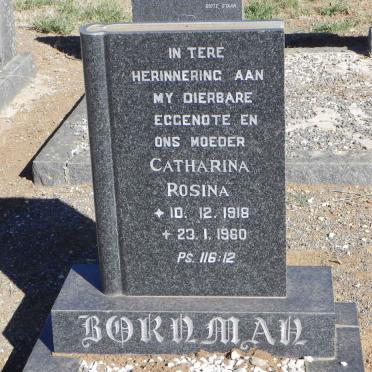 IN TERE
HERINNERING AAN
MY DIERBARE
EGGENOTE EN
ONS MOEDER
CATHARINA
ROSINA
* 10. 12. 1918
+ 23. 1. 1960
Ps. 116:12
BORNMAN